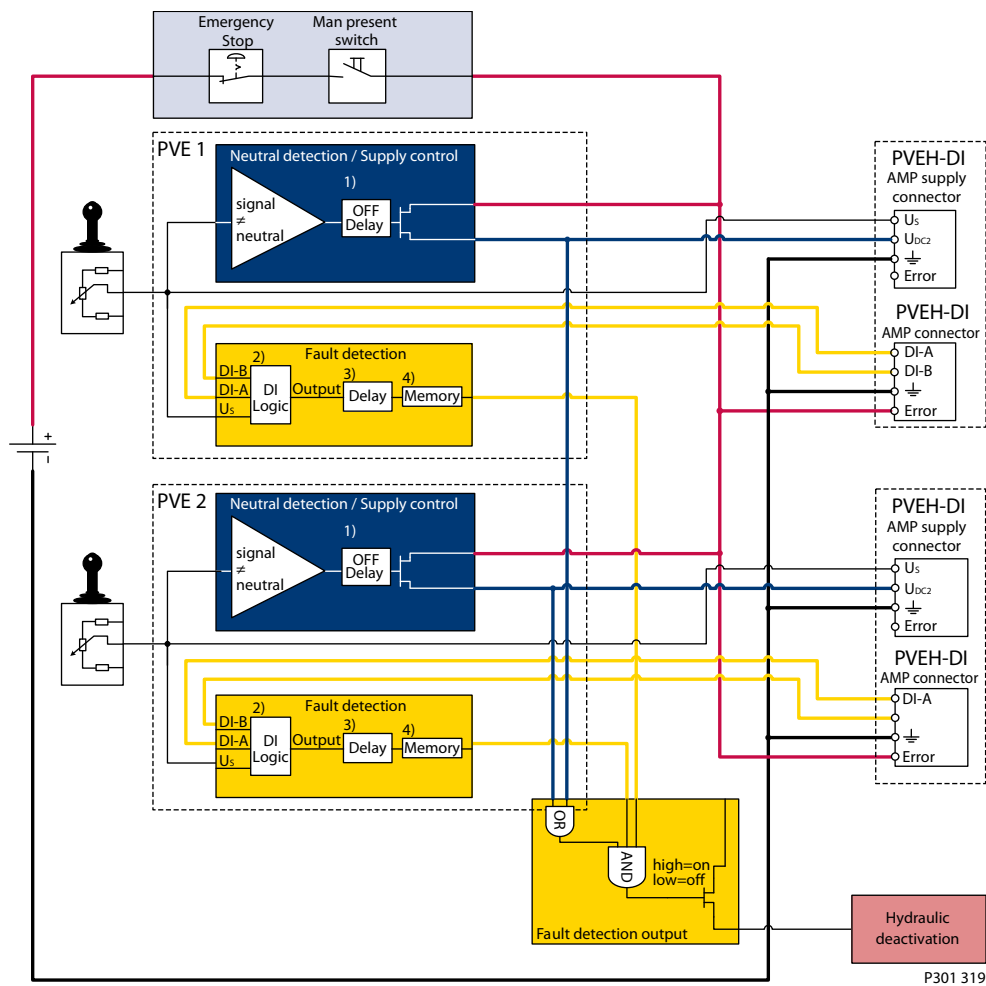 Emergency
Stop
Man present
switch
PVE 1
Neutral detection / Supply control
1)
signal
≠
neutral
OFF
Delay
Fault detection
2)
3)
4)
DI-B
DI-A
Us
DI
Logic
Output
Delay
Memory
PVEH-DI
AMP supply
connector
Us
UDC2
Error
PVEH-DI
AMP connector
DI-A
DI-B
Error
+
–
PVE 2
Neutral detection / Supply control
1)
signal
≠
neutral
OFF
Delay
Fault detection
2)
3)
4)
DI-B
DI-A
Us
DI
Logic
Output
Delay
Memory
PVEH-DI
AMP supply
connector
Us
UDC2
Error
PVEH-DI
AMP connector
DI-A
Error
OR
AND
high=on
low=off
Fault detection output
Hydraulic
deactivation
P301 319